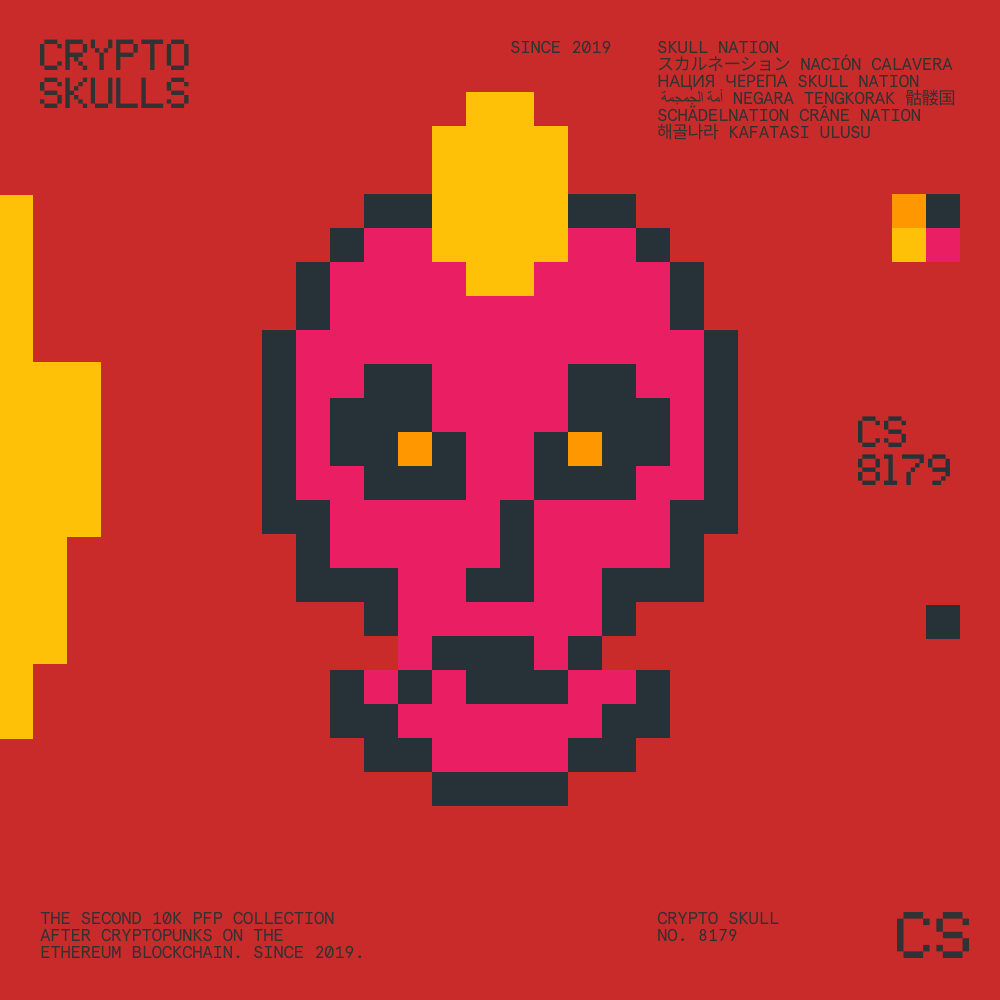 CRYPTO
SKULLS
SINCE 2019
SKULL NATION
スカルネーション NACIÓN CALAVERA
НАЦИЯ ЧЕРЕПА SKULL NATION
أمة الجمجمة NEGARA TENGKORAK 骷髅国
SCHÄDELNATION CRÂNE NATION
해골나라 KAFATASI ULUSU
CS
8179
THE SECOND 10K PFP COLLECTION
AFTER CRYPTOPUNKS ON THE
ETHEREUM BLOCKCHAIN. SINCE 2019.
CRYPTO SKULL
NO. 8179
CS